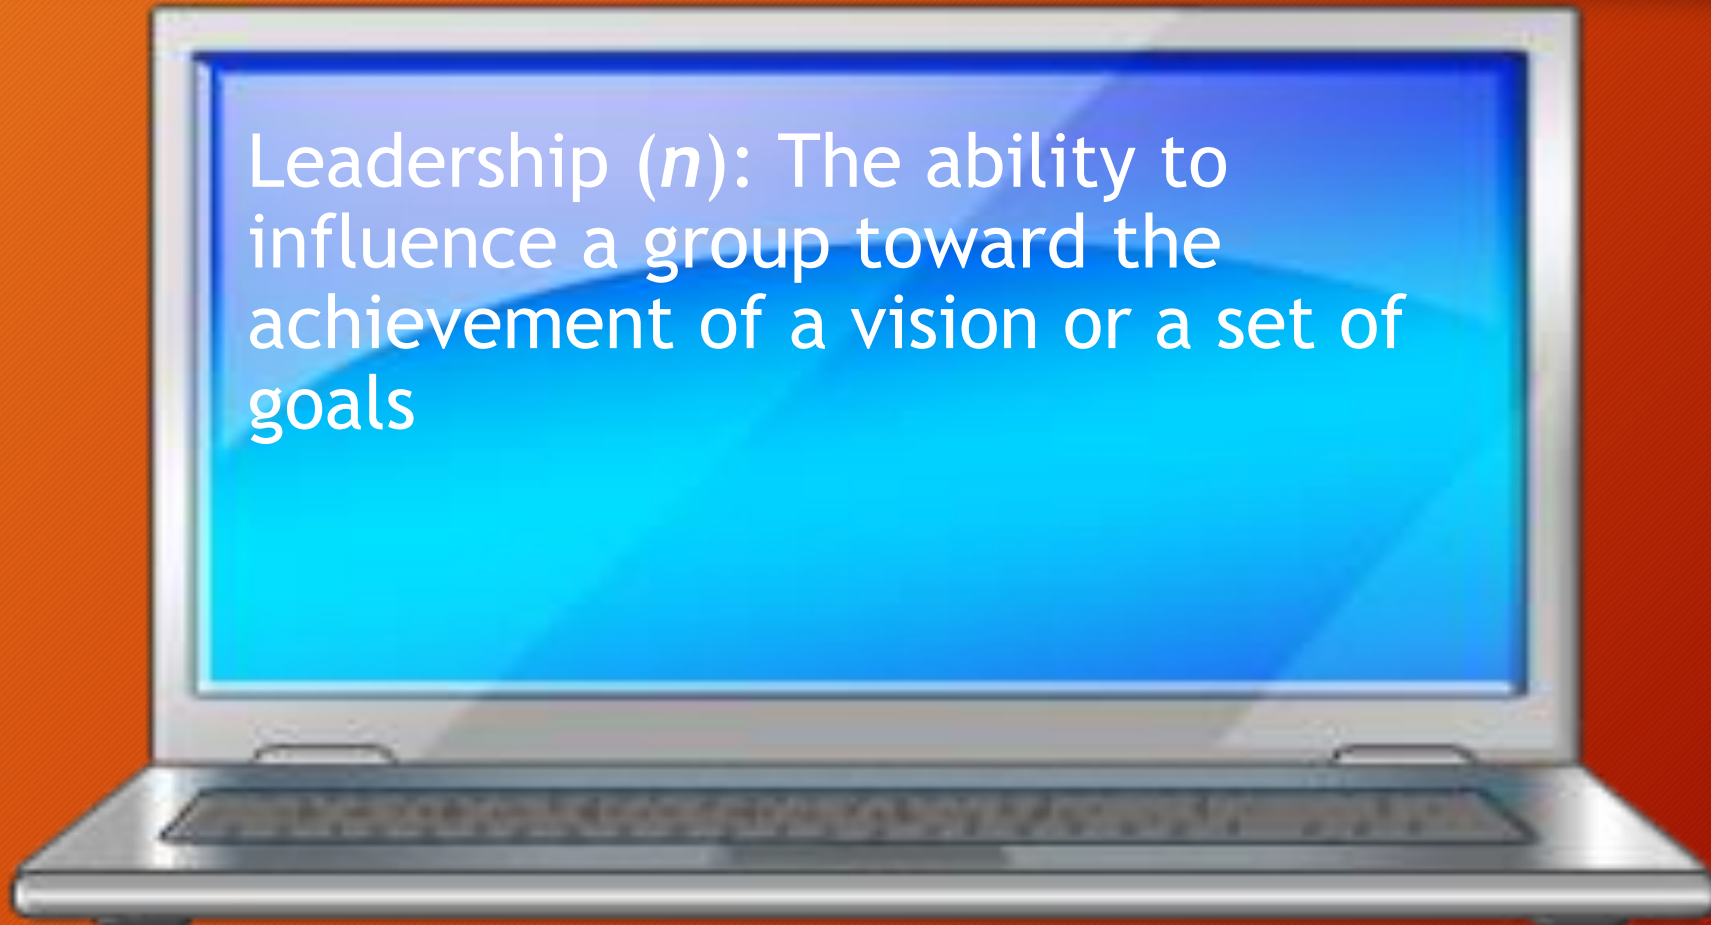 Leadership (n): The ability to
influence a group toward the
achievement of a vision or a set of
goals